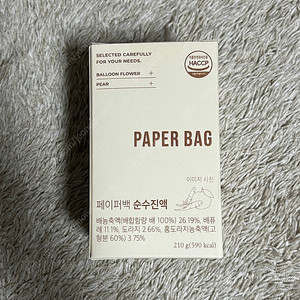 SELECTED CAREFULLY
FOR YOUR NEEDS.
BALLOON FLOWER +
PEAR +
HACCP
PAPER BAG
이미지 사진
페이퍼백 순수진액
배농축액(배합함량 배 100%) 26.19%, 배퓨
레 11.1%, 도라지 2.66%, 홍도라지농축액(고
형분 60%) 3.75%
210 g (590 kcal)